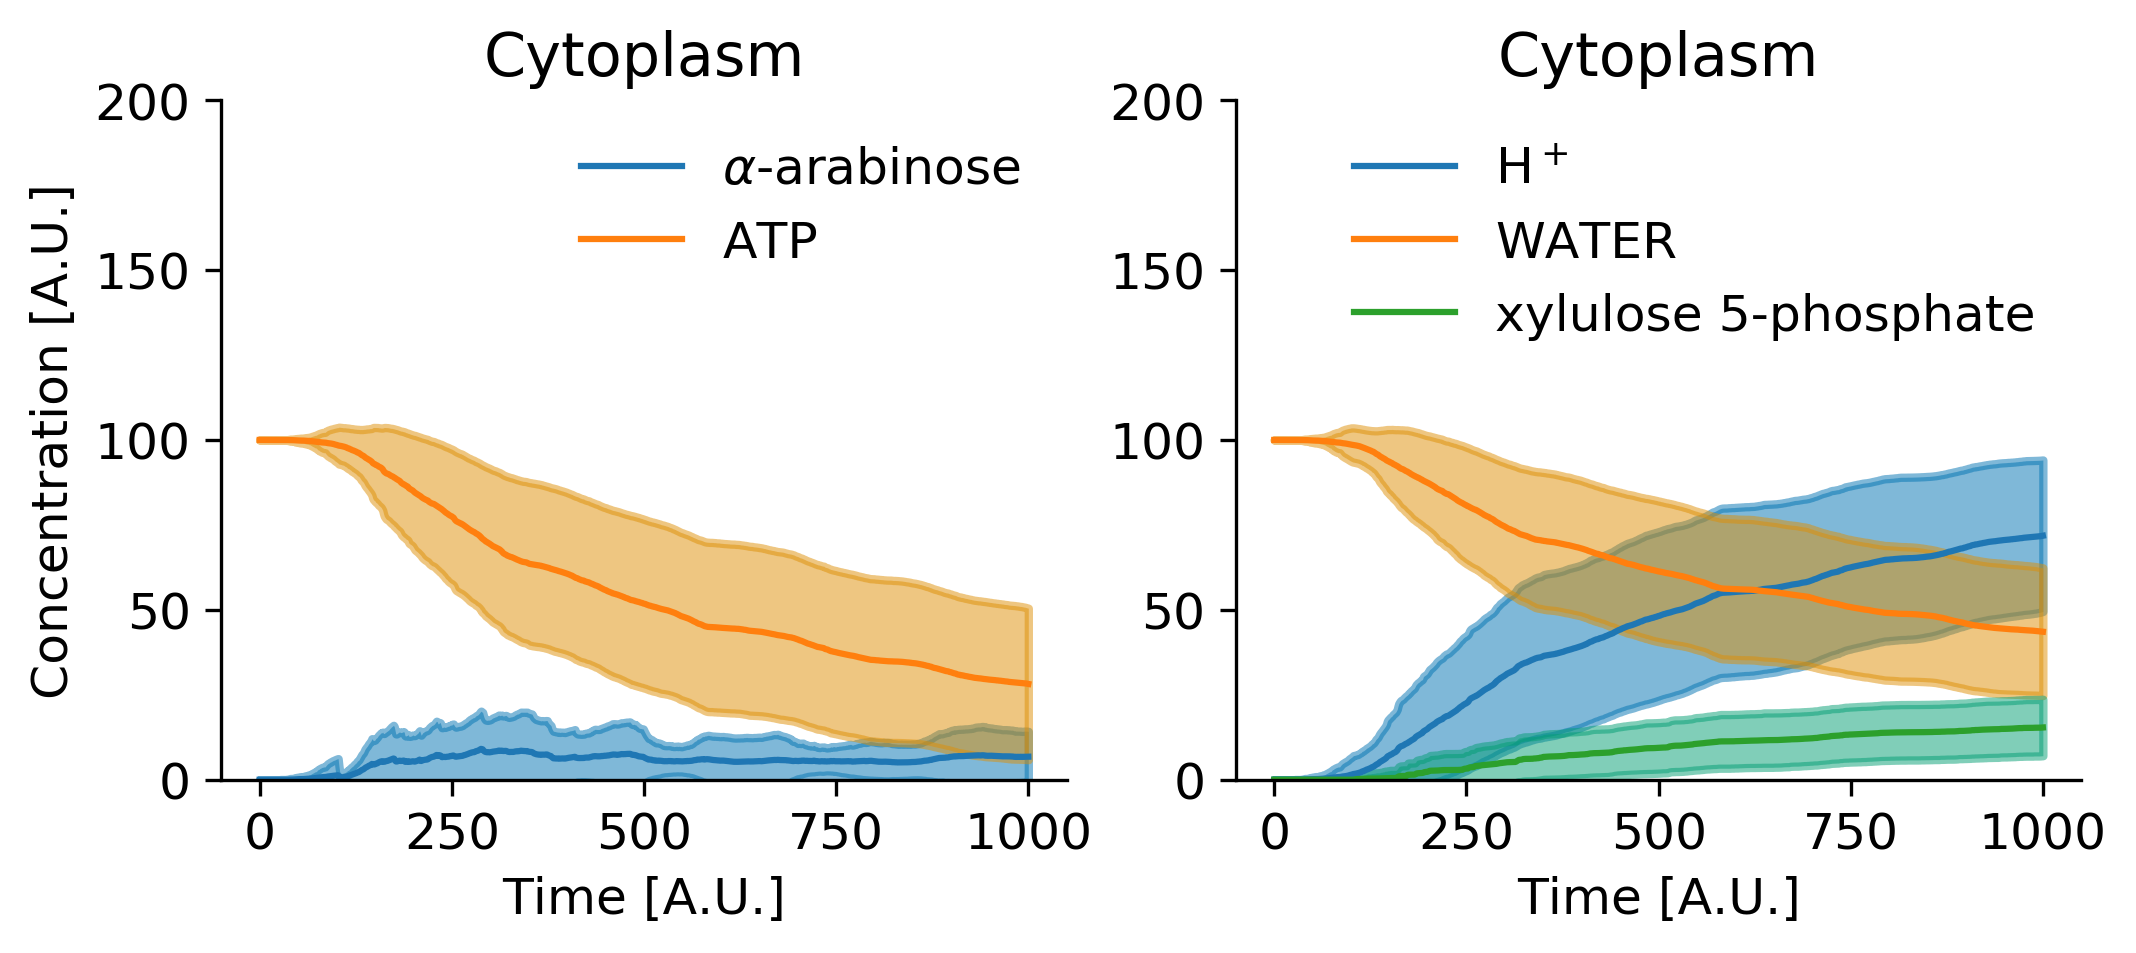 Cytoplasm
Concentration [A.U.]
200
150
100
50
0
α-arabinose
ATP
0 250 500 750 1000
Time [A.U.]
Cytoplasm
200
150
100
50
0
H⁺
WATER
xylulose 5-phosphate
0 250 500 750 1000
Time [A.U.]